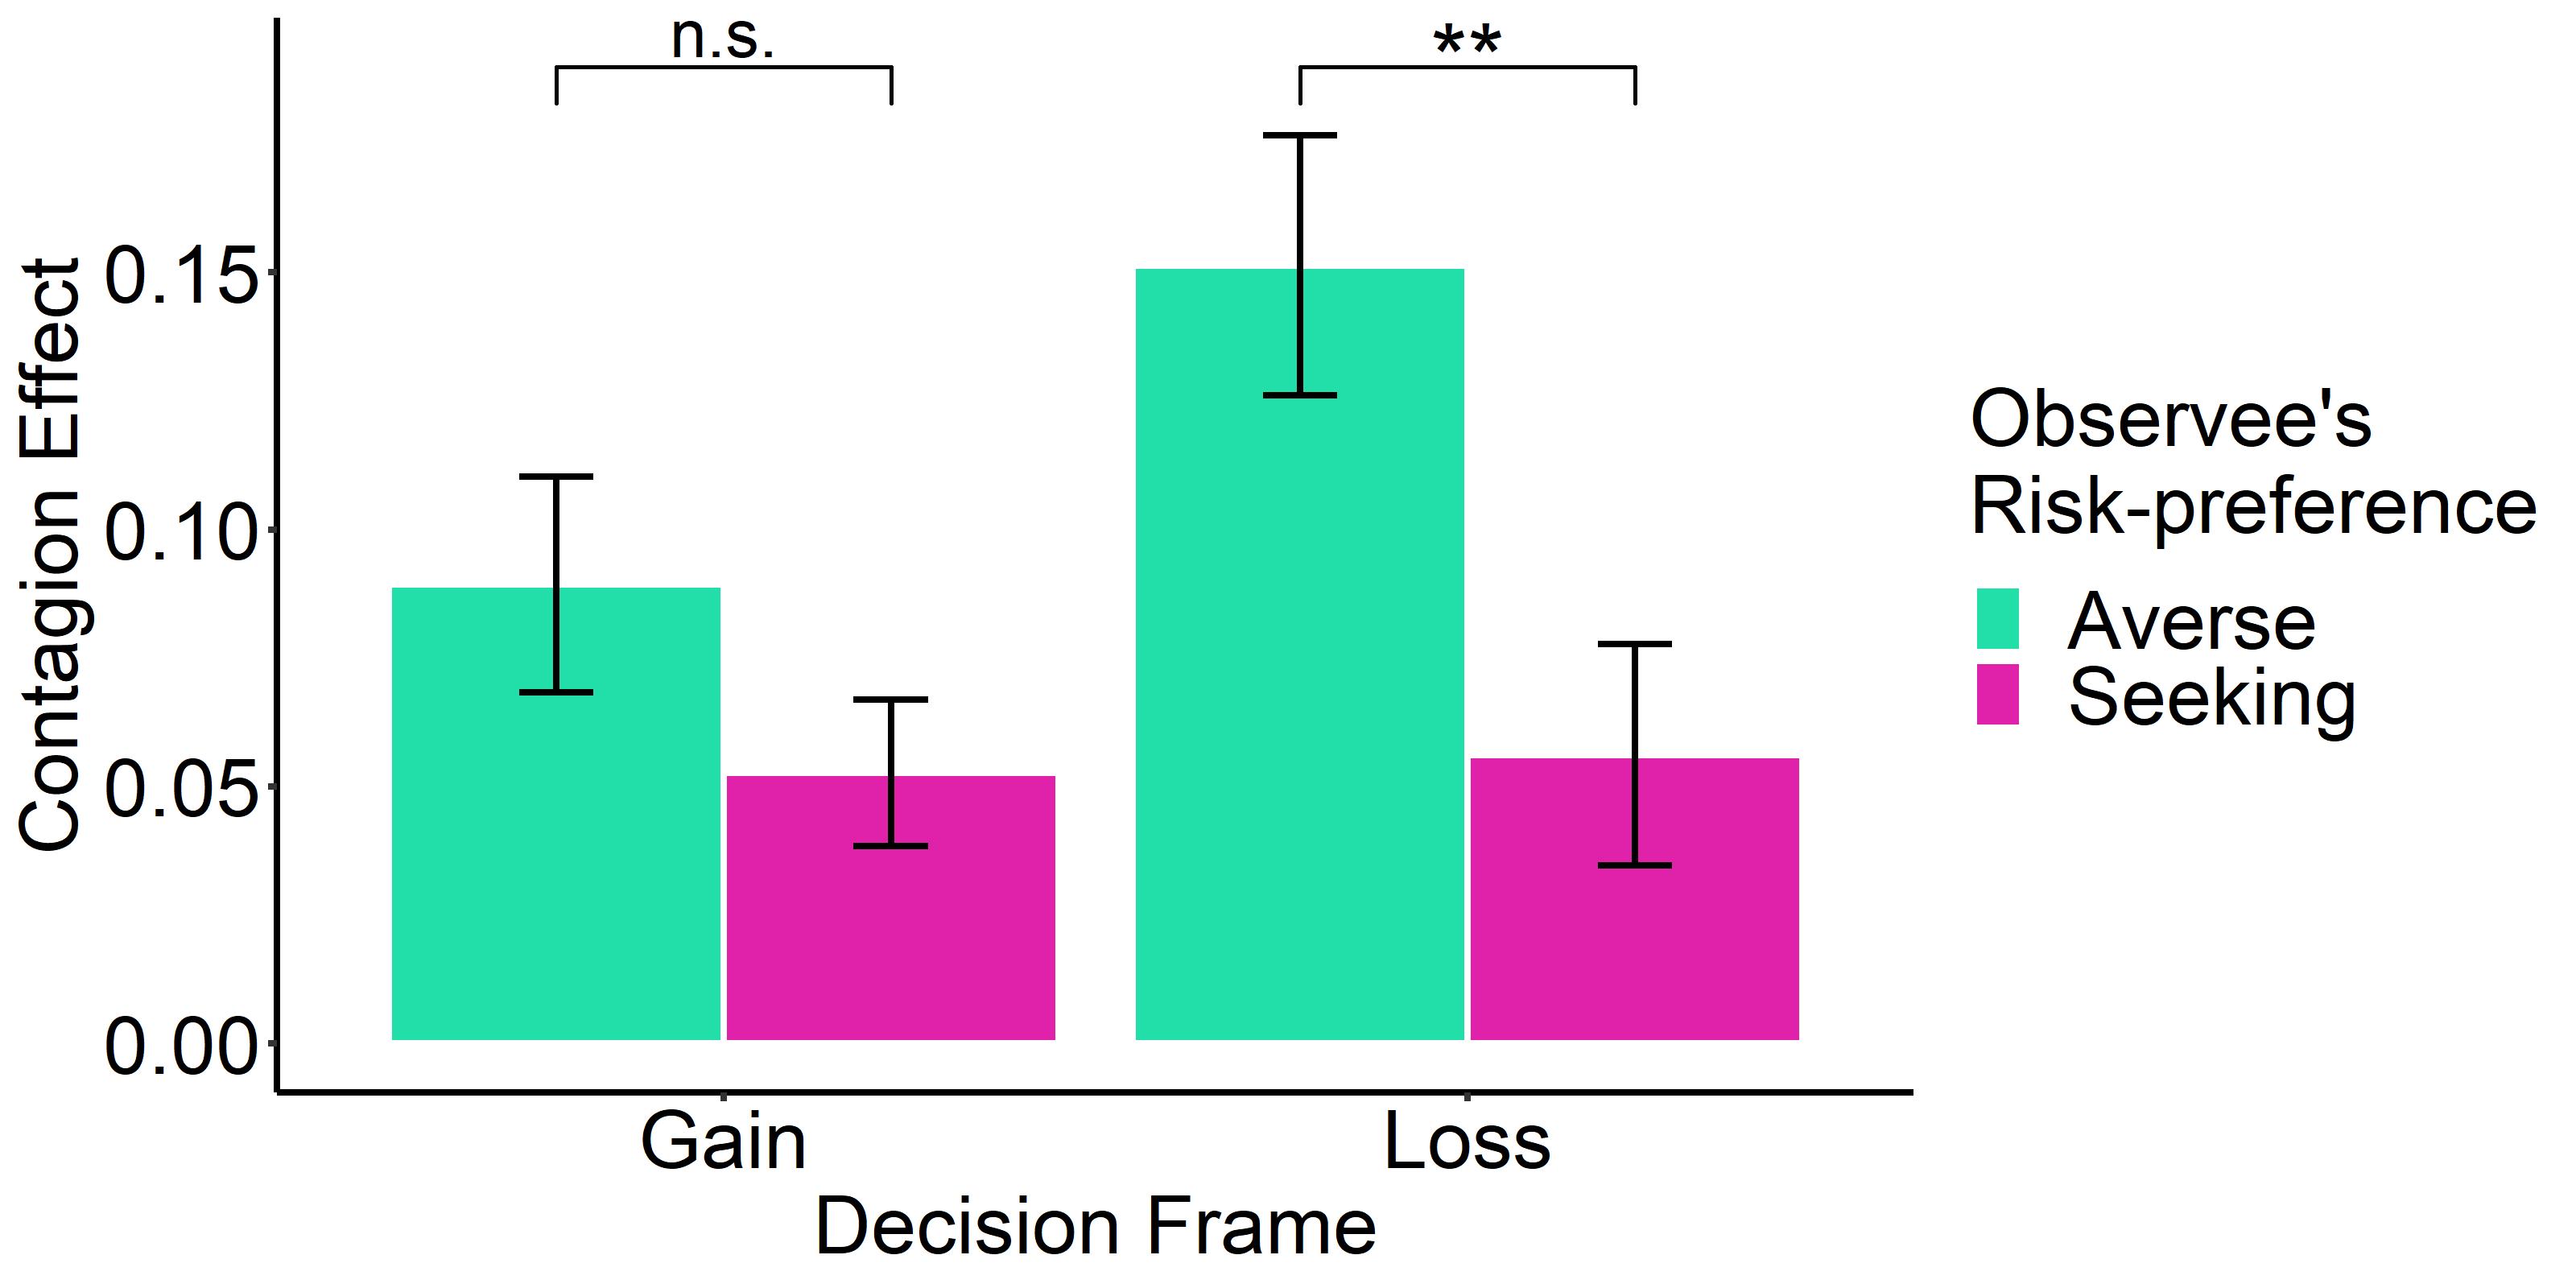 n.s.
**
Contagion Effect
0.15
0.10
0.05
0.00
Gain
Loss
Decision Frame
Observee's
Risk-preference
Averse
Seeking